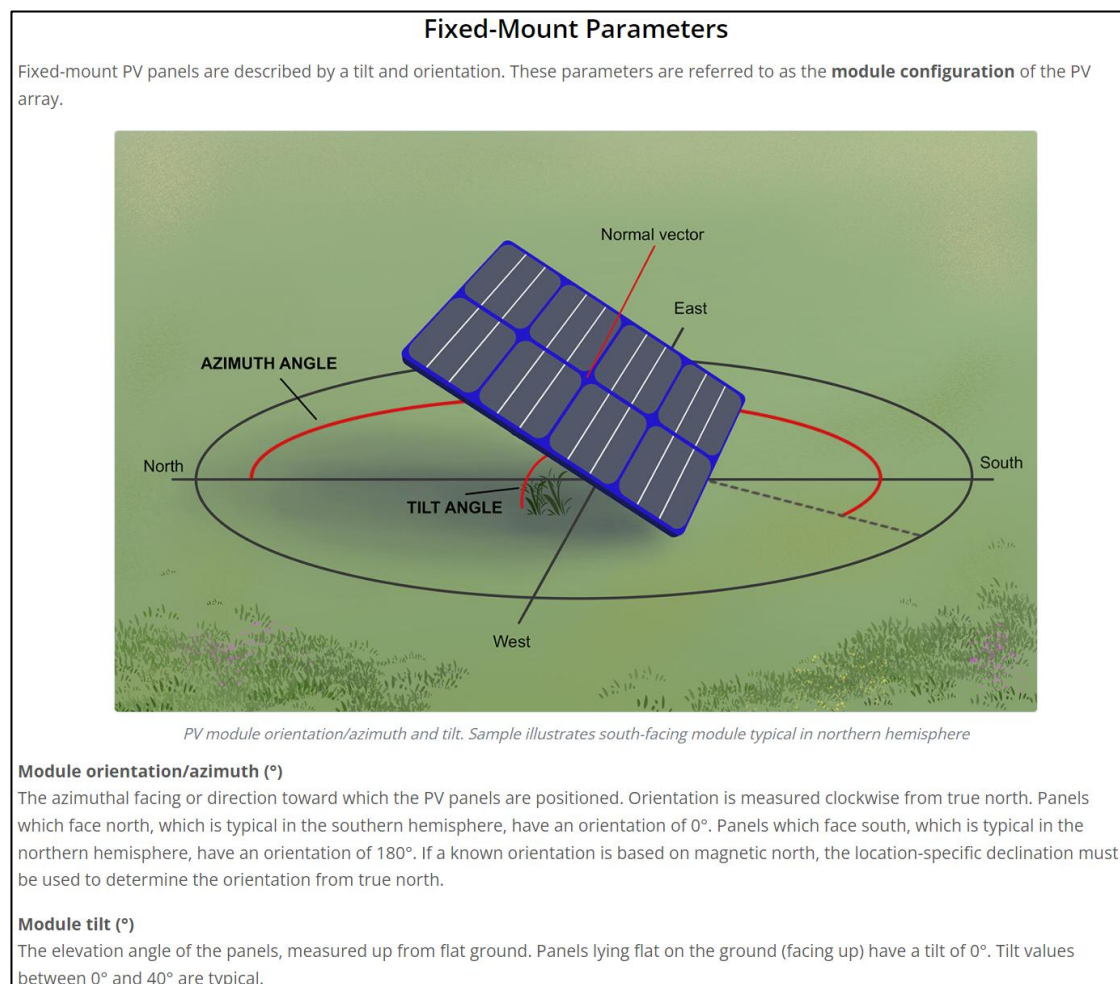 Fixed-Mount Parameters
Fixed-mount PV panels are described by a tilt and orientation. These parameters are referred to as the module configuration of the PV
array.
Normal vector
East
AZIMUTH ANGLE
North
South
TILT ANGLE
West
PV module orientation/azimuth and tilt. Sample illustrates south-facing module typical in northern hemisphere
Module orientation/azimuth (°)
The azimuthal facing or direction toward which the PV panels are positioned. Orientation is measured clockwise from true north. Panels
which face north, which is typical in the southern hemisphere, have an orientation of 0°. Panels which face south, which is typical in the
northern hemisphere, have an orientation of 180°. If a known orientation is based on magnetic north, the location-specific declination must
be used to determine the orientation from true north.
Module tilt (°)
The elevation angle of the panels, measured up from flat ground. Panels lying flat on the ground (facing up) have a tilt of 0°. Tilt values
between 0° and 40° are typical.